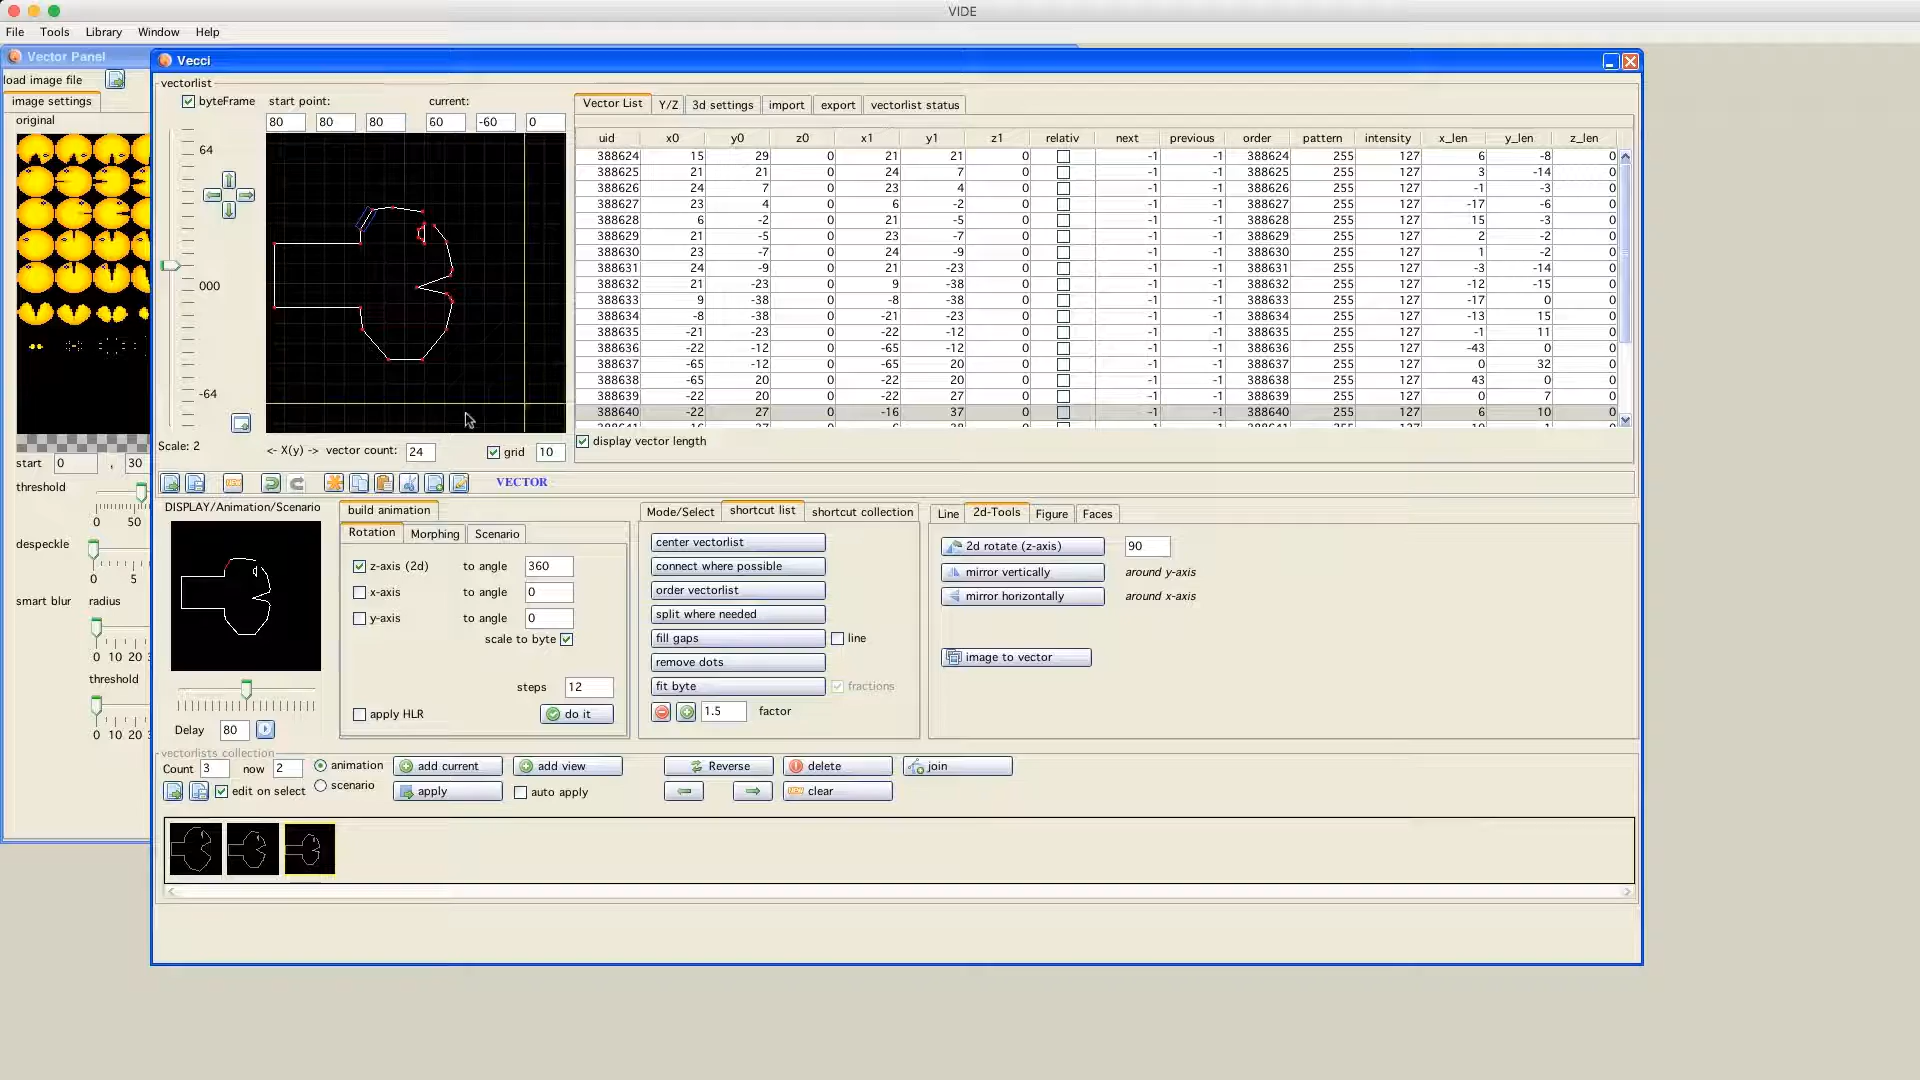 VIDE
File Tools Library Window Help
Vector Panel
load image file
image settings
original
start 0 , 30
threshold
0 50
despeckle
0 5
smart blur radius
0 10 20 30
threshold
0 10 20 30
Vecci
vectorlist
byteFrame start point: current:
80 80 80 60 -60 0
64
000
-64
Scale: 2
<- X(y) -> vector count: 24 grid 10
Vector List Y/Z 3d settings import export vectorlist status
uid x0 y0 z0 x1 y1 z1 relativ next previous order pattern intensity x_len y_len z_len
388624 15 29 0 21 21 0 -1 -1 388624 255 127 6 -8 0
388625 21 21 0 24 7 0 -1 -1 388625 255 127 3 -14 0
388626 24 7 0 23 4 0 -1 -1 388626 255 127 -1 -3 0
388627 23 4 0 6 -2 0 -1 -1 388627 255 127 -17 -6 0
388628 6 -2 0 21 -5 0 -1 -1 388628 255 127 15 -3 0
388629 21 -5 0 23 -7 0 -1 -1 388629 255 127 2 -2 0
388630 23 -7 0 24 -9 0 -1 -1 388630 255 127 1 -2 0
388631 24 -9 0 21 -23 0 -1 -1 388631 255 127 -3 -14 0
388632 21 -23 0 9 -38 0 -1 -1 388632 255 127 -12 -15 0
388633 9 -38 0 -8 -38 0 -1 -1 388633 255 127 -17 0 0
388634 -8 -38 0 -21 -23 0 -1 -1 388634 255 127 -13 15 0
388635 -21 -23 0 -22 -12 0 -1 -1 388635 255 127 -1 11 0
388636 -22 -12 0 -65 -12 0 -1 -1 388636 255 127 -43 0 0
388637 -65 -12 0 -65 20 0 -1 -1 388637 255 127 0 32 0
388638 -65 20 0 -22 20 0 -1 -1 388638 255 127 43 0 0
388639 -22 20 0 -22 27 0 -1 -1 388639 255 127 0 7 0
388640 -22 27 0 -16 37 0 -1 -1 388640 255 127 6 10 0
display vector length
NEW VECTOR
DISPLAY/Animation/Scenario
Delay 80
build animation
Rotation Morphing Scenario
z-axis (2d) to angle 360
x-axis to angle 0
y-axis to angle 0
scale to byte
steps 12
apply HLR do it
Mode/Select shortcut list shortcut collection
center vectorlist
connect where possible
order vectorlist
split where needed
fill gaps line
remove dots
fit byte fractions
1.5 factor
Line 2d-Tools Figure Faces
2d rotate (z-axis) 90
mirror vertically around y-axis
mirror horizontally around x-axis
image to vector
vectorlists collection
Count 3 now 2 animation add current add view Reverse delete join
edit on select scenario apply auto apply clear